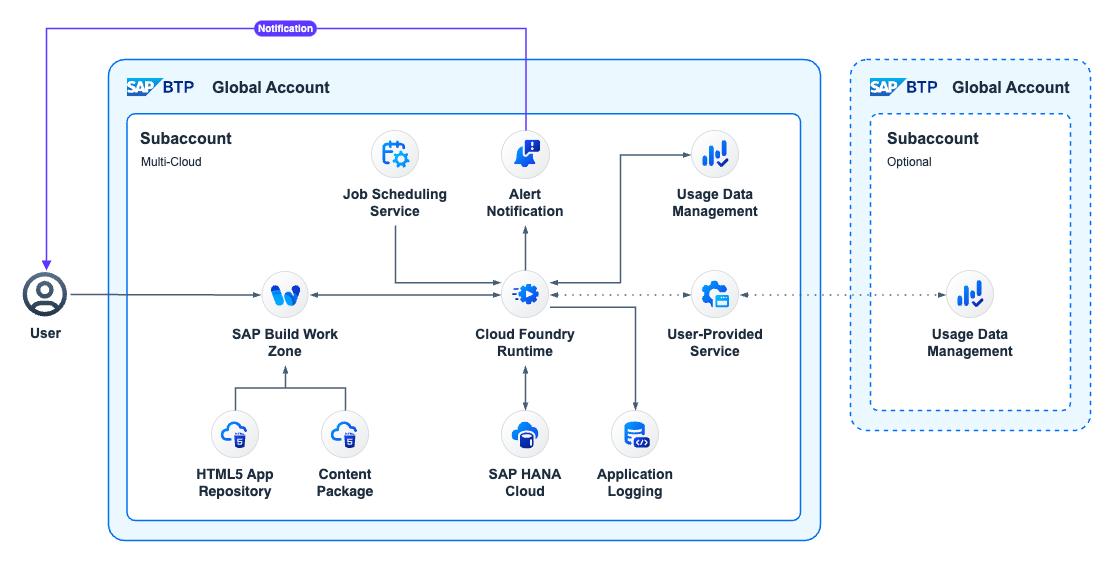 Notification
SAP BTP Global Account
Subaccount
Multi-Cloud
Job Scheduling
Service
Alert
Notification
Usage Data
Management
User
SAP Build Work
Zone
Cloud Foundry
Runtime
User-Provided
Service
HTML5 App
Repository
Content
Package
SAP HANA
Cloud
Application
Logging
SAP BTP Global Account
Subaccount
Optional
Usage Data
Management